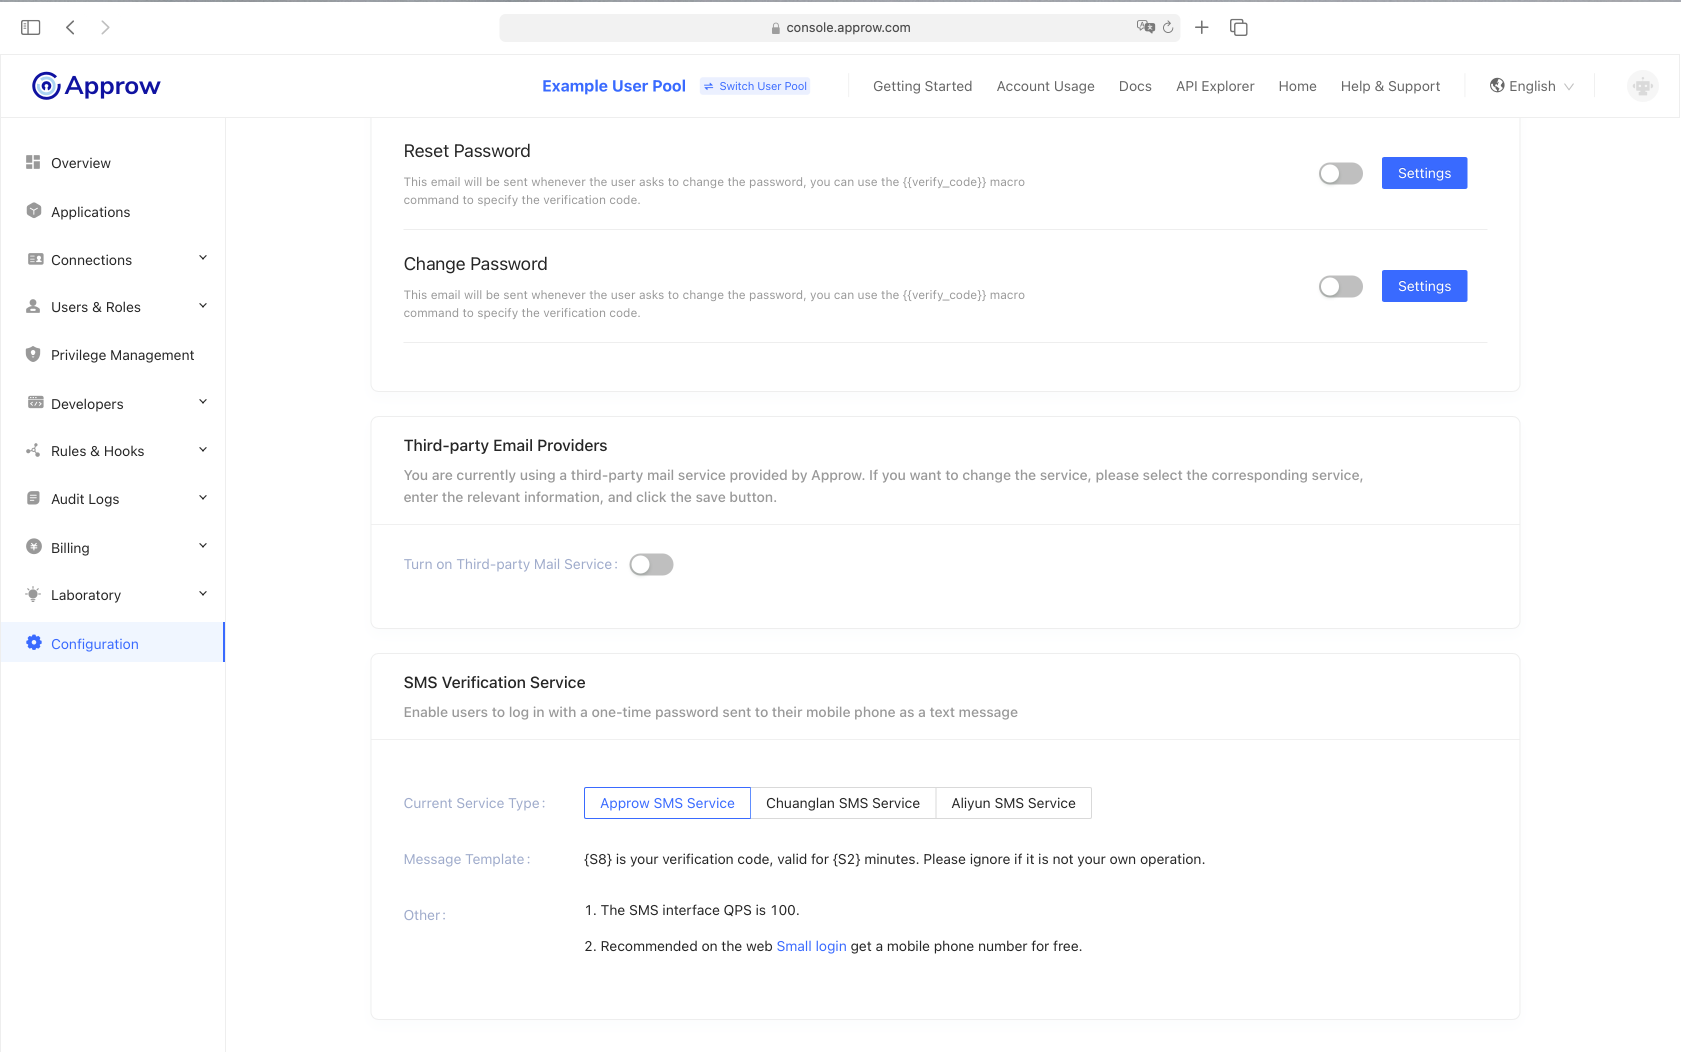 console.approw.com
Approw
Example User Pool
Switch User Pool
Getting Started
Account Usage
Docs
API Explorer
Home
Help & Support
English
Overview
Applications
Connections
Users & Roles
Privilege Management
Developers
Rules & Hooks
Audit Logs
Billing
Laboratory
Configuration
Reset Password
This email will be sent whenever the user asks to change the password, you can use the {{verify_code}} macro
command to specify the verification code.
Settings
Change Password
This email will be sent whenever the user asks to change the password, you can use the {{verify_code}} macro
command to specify the verification code.
Settings
Third-party Email Providers
You are currently using a third-party mail service provided by Approw. If you want to change the service, please select the corresponding service,
enter the relevant information, and click the save button.
Turn on Third-party Mail Service:
SMS Verification Service
Enable users to log in with a one-time password sent to their mobile phone as a text message
Current Service Type:
Approw SMS Service
Chuanglan SMS Service
Aliyun SMS Service
Message Template:
{S8} is your verification code, valid for {S2} minutes. Please ignore if it is not your own operation.
Other:
1. The SMS interface QPS is 100.
2. Recommended on the web Small login get a mobile phone number for free.